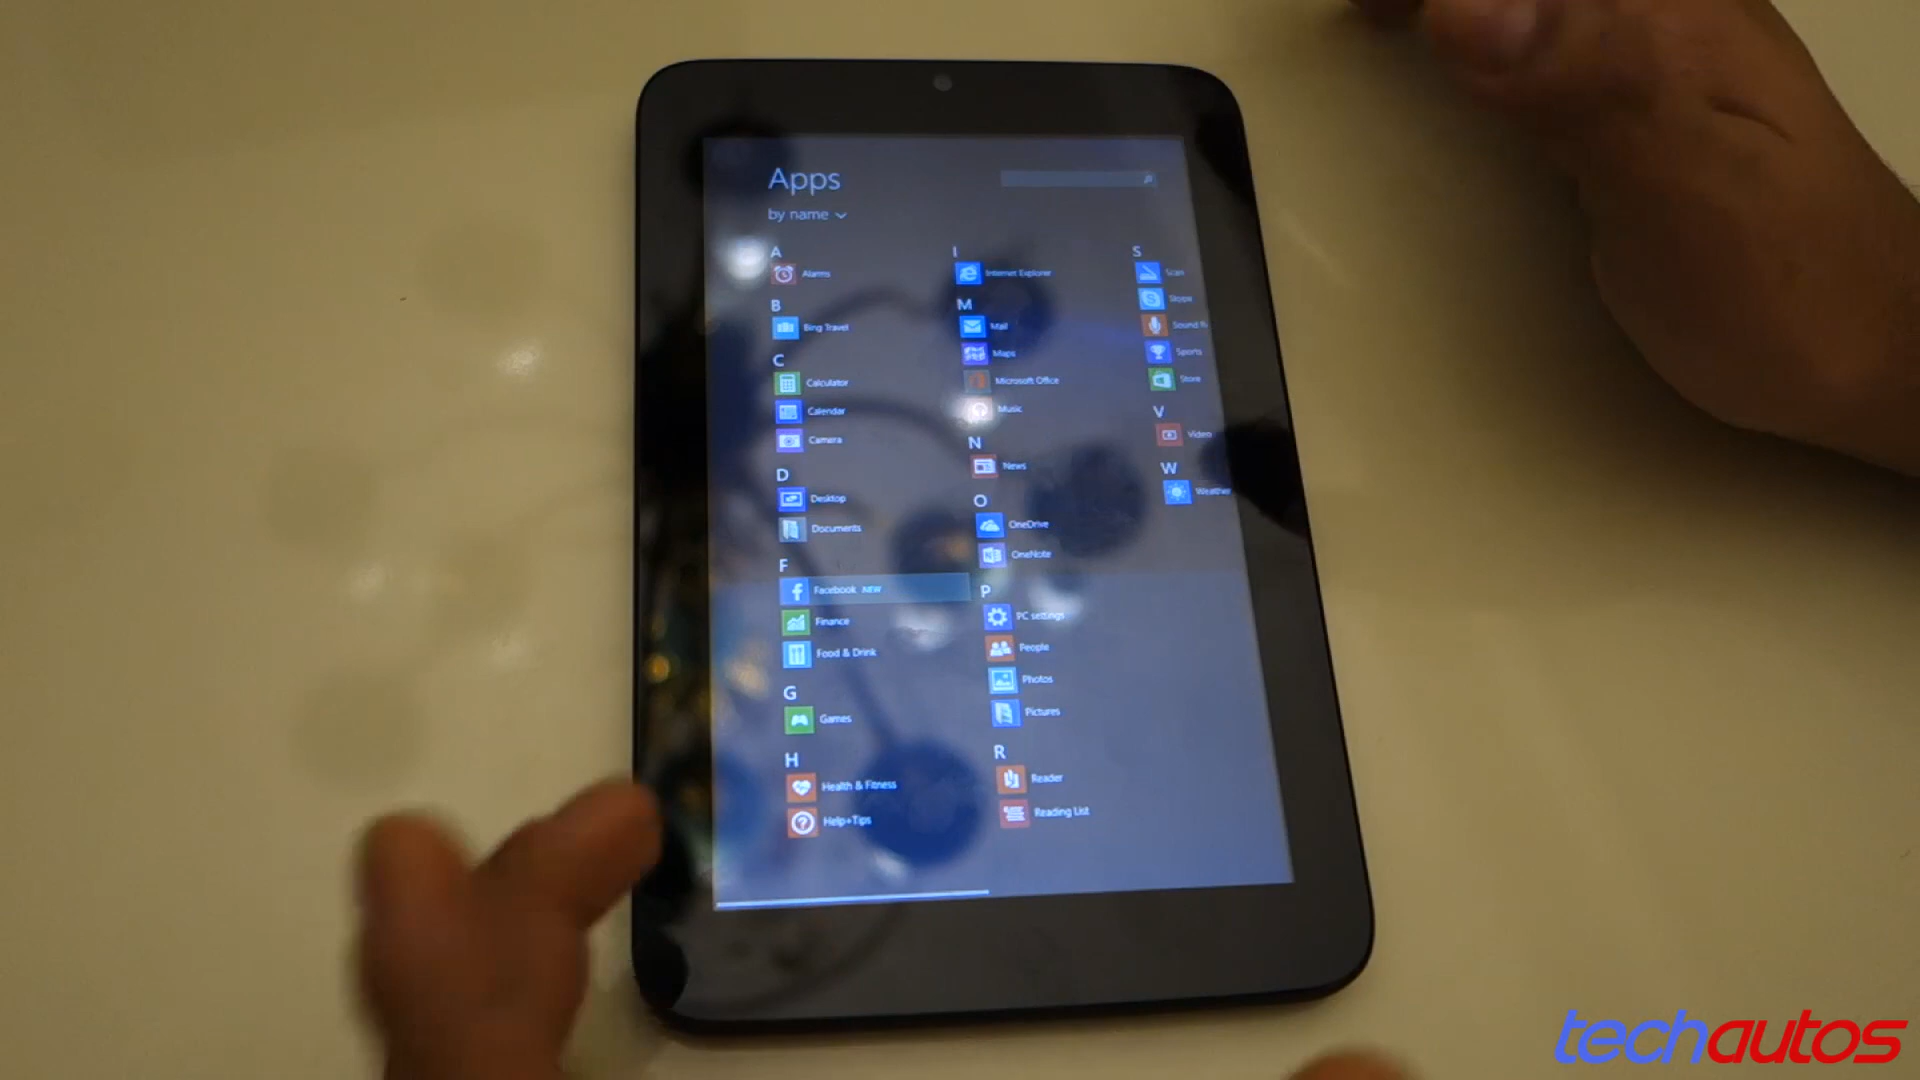 Apps
by name
A
Alarms
B
Bing Travel
C
Calculator
Calendar
Camera
D
Desktop
Documents
F
Facebook NEW
Finance
Food & Drink
G
Games
H
Health & Fitness
Help+Tips
I
Internet Explorer
M
Mail
Maps
Microsoft Office
Music
N
News
O
OneDrive
OneNote
P
PC settings
People
Photos
Pictures
R
Reader
Reading List
S
Scan
Skype
Sound R
Sports
Store
V
Video
W
Weather
techautos